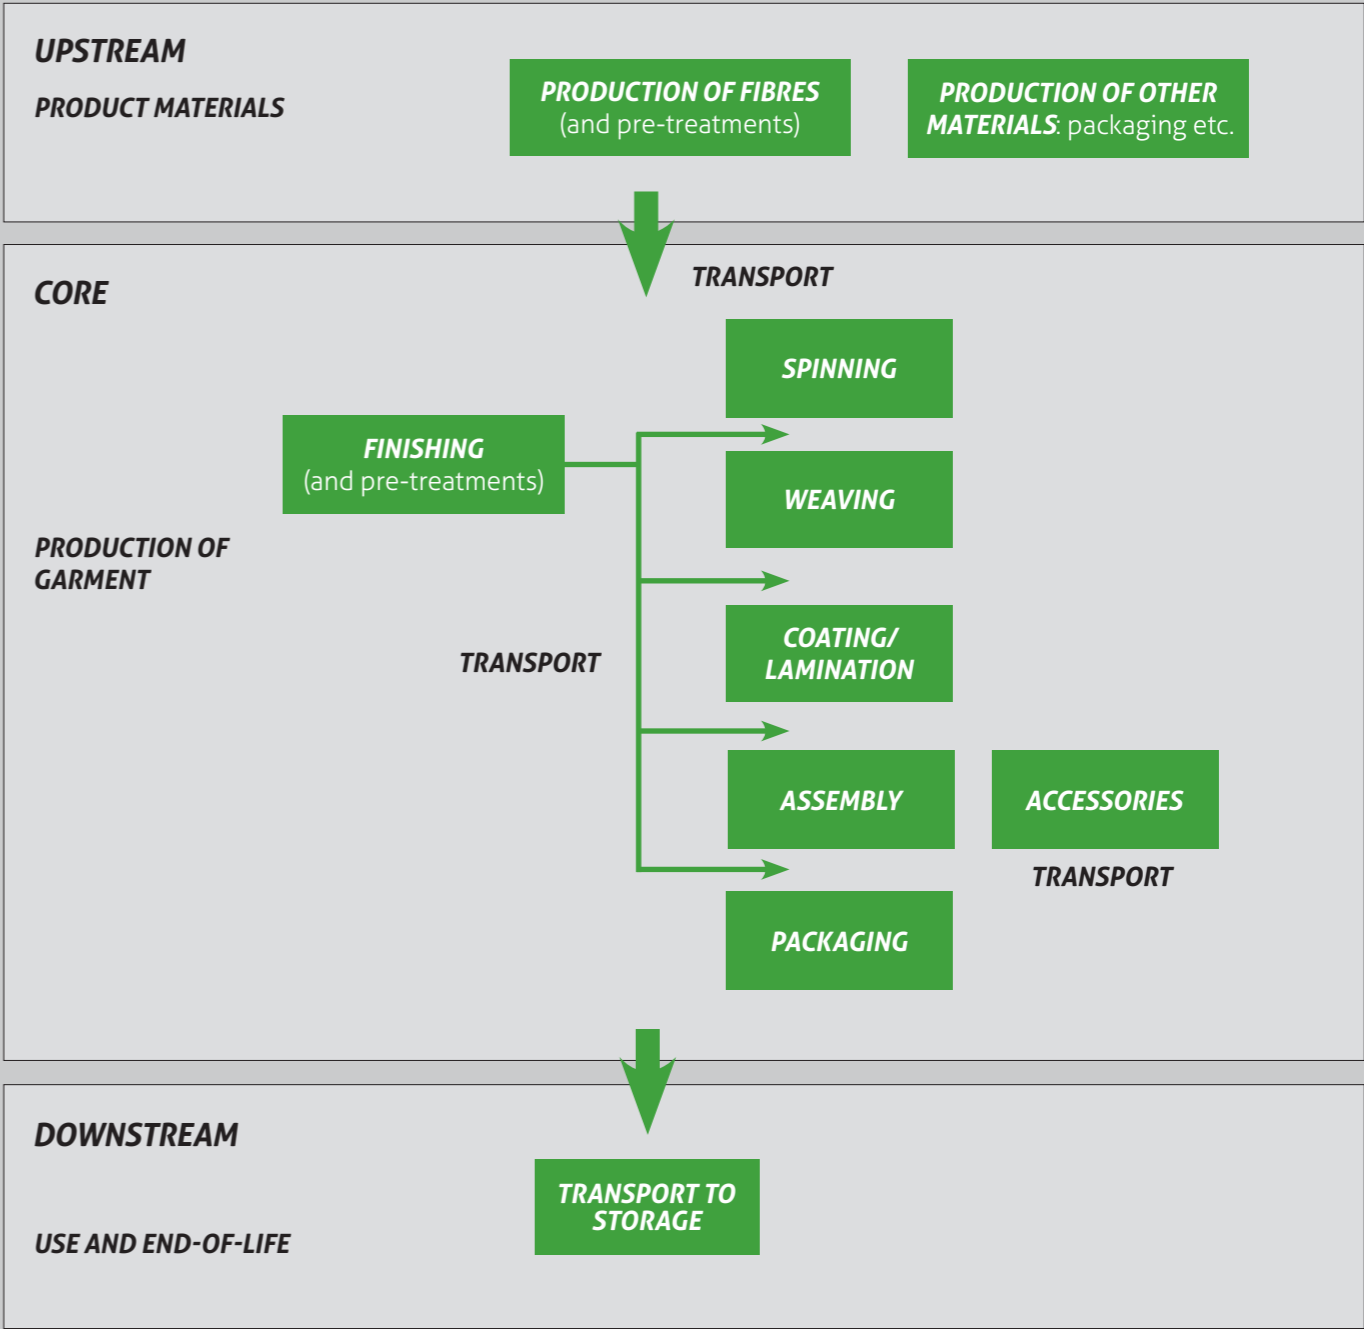 UPSTREAM
PRODUCT MATERIALS
PRODUCTION OF FIBRES
(and pre-treatments)
PRODUCTION OF OTHER
MATERIALS: packaging etc.
CORE
TRANSPORT
SPINNING
FINISHING
(and pre-treatments)
WEAVING
PRODUCTION OF
GARMENT
COATING/
LAMINATION
TRANSPORT
ASSEMBLY
ACCESSORIES
TRANSPORT
PACKAGING
DOWNSTREAM
TRANSPORT TO
STORAGE
USE AND END-OF-LIFE